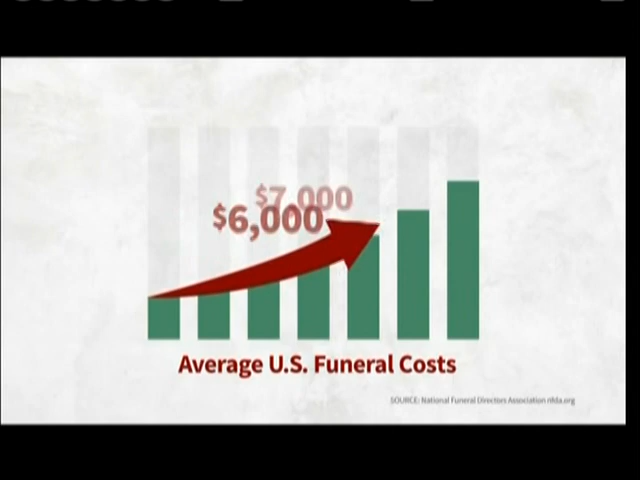 $7,000
$6,000
Average U.S. Funeral Costs
SOURCE: National Funeral Directors Association nfda.org